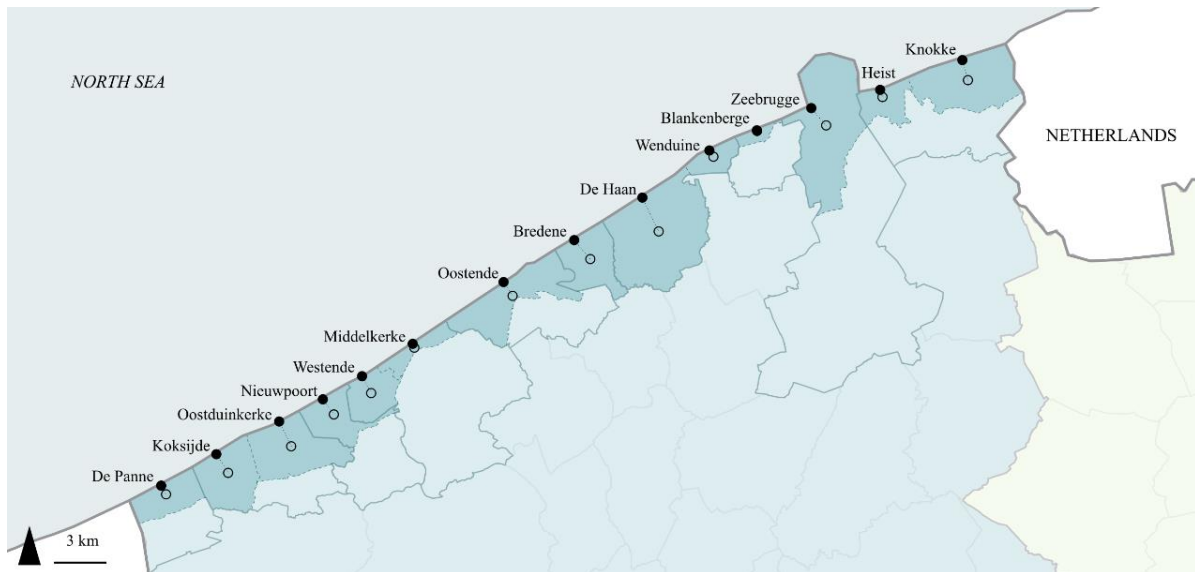 Knokke
NORTH SEA
Heist
Zeebrugge
Blankenberge
NETHERLANDS
Wenduine
De Haan
Bredene
Oostende
Middelkerke
Westende
Nieuwpoort
Oostduinkerke
Koksijde
De Panne
3 km